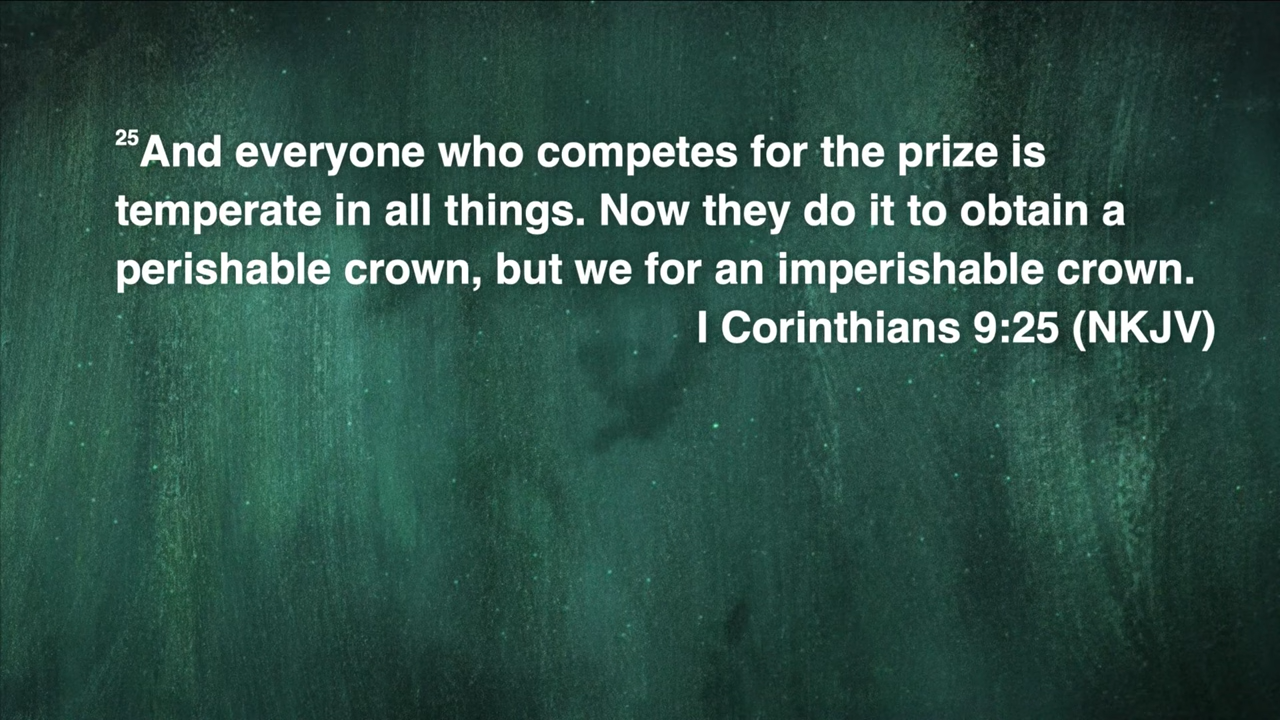 25And everyone who competes for the prize is
temperate in all things. Now they do it to obtain a
perishable crown, but we for an imperishable crown.
I Corinthians 9:25 (NKJV)